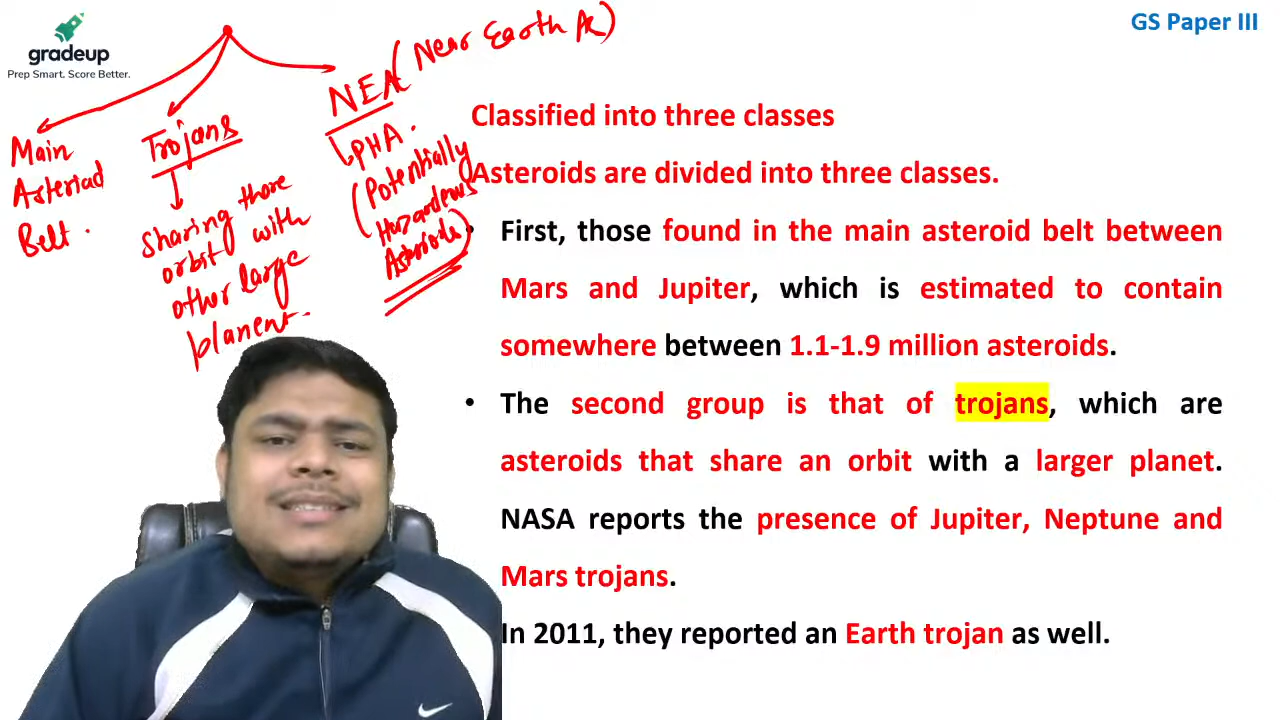 gradeup
Prep Smart. Score Better.
GS Paper III
NEA (Near Earth A)
Main
Asteriad
Belt.
Trojans
sharing those
orbit with
other large
planent.
PHA.
(Potentially
Hazardous
Asteriods)
Classified into three classes
Asteroids are divided into three classes.
First, those found in the main asteroid belt between
Mars and Jupiter, which is estimated to contain
somewhere between 1.1-1.9 million asteroids.
• The second group is that of trojans, which are
asteroids that share an orbit with a larger planet.
NASA reports the presence of Jupiter, Neptune and
Mars trojans.
In 2011, they reported an Earth trojan as well.